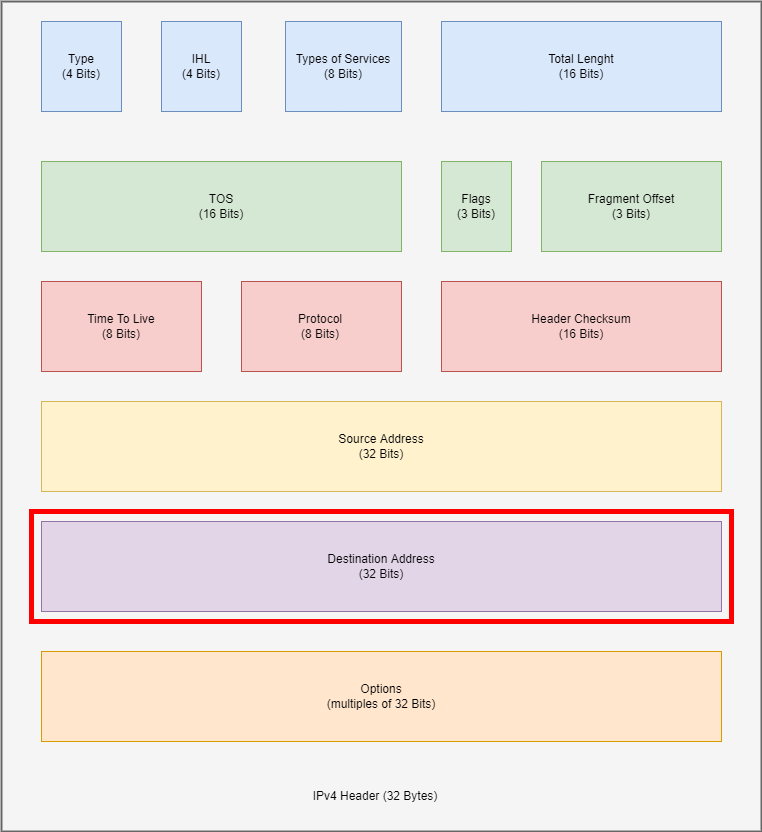 Type
(4 Bits)
IHL
(4 Bits)
Types of Services
(8 Bits)
Total Lenght
(16 Bits)
TOS
(16 Bits)
Flags
(3 Bits)
Fragment Offset
(3 Bits)
Time To Live
(8 Bits)
Protocol
(8 Bits)
Header Checksum
(16 Bits)
Source Address
(32 Bits)
Destination Address
(32 Bits)
Options
(multiples of 32 Bits)
IPv4 Header (32 Bytes)